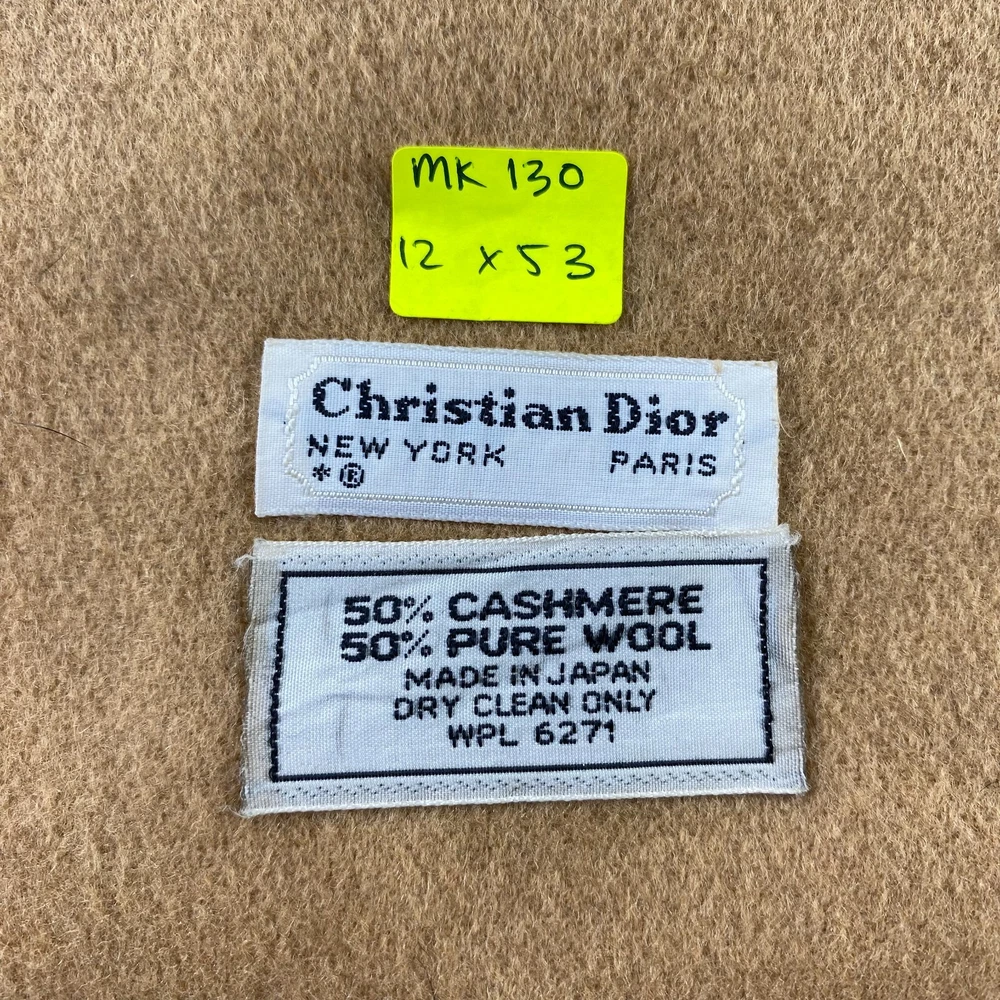 MK 130
12 x 53
Christian Dior
NEW YORK PARIS
*®
50% CASHMERE
50% PURE WOOL
MADE IN JAPAN
DRY CLEAN ONLY
WPL 6271